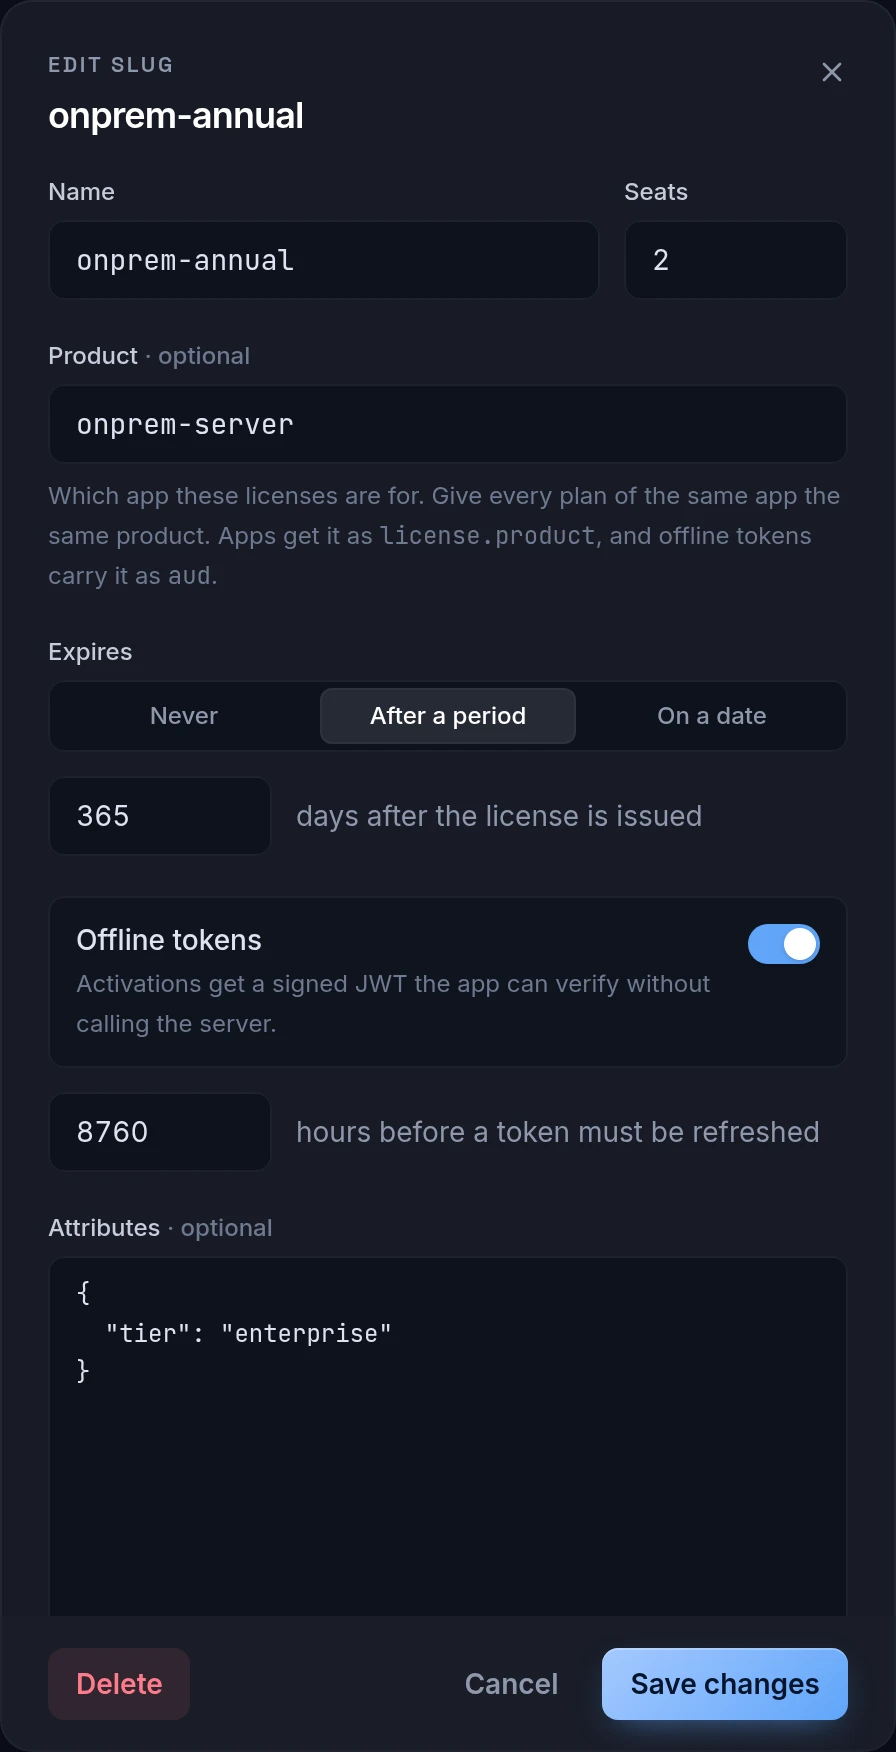 EDIT SLUG
onprem-annual
Name
Seats
onprem-annual
2
Product · optional
onprem-server
Which app these licenses are for. Give every plan of the same app the
same product. Apps get it as license.product, and offline tokens
carry it as aud.
Expires
Never
After a period
On a date
365
days after the license is issued
Offline tokens
Activations get a signed JWT the app can verify without
calling the server.
8760
hours before a token must be refreshed
Attributes · optional
{
  "tier": "enterprise"
}
Delete
Cancel
Save changes